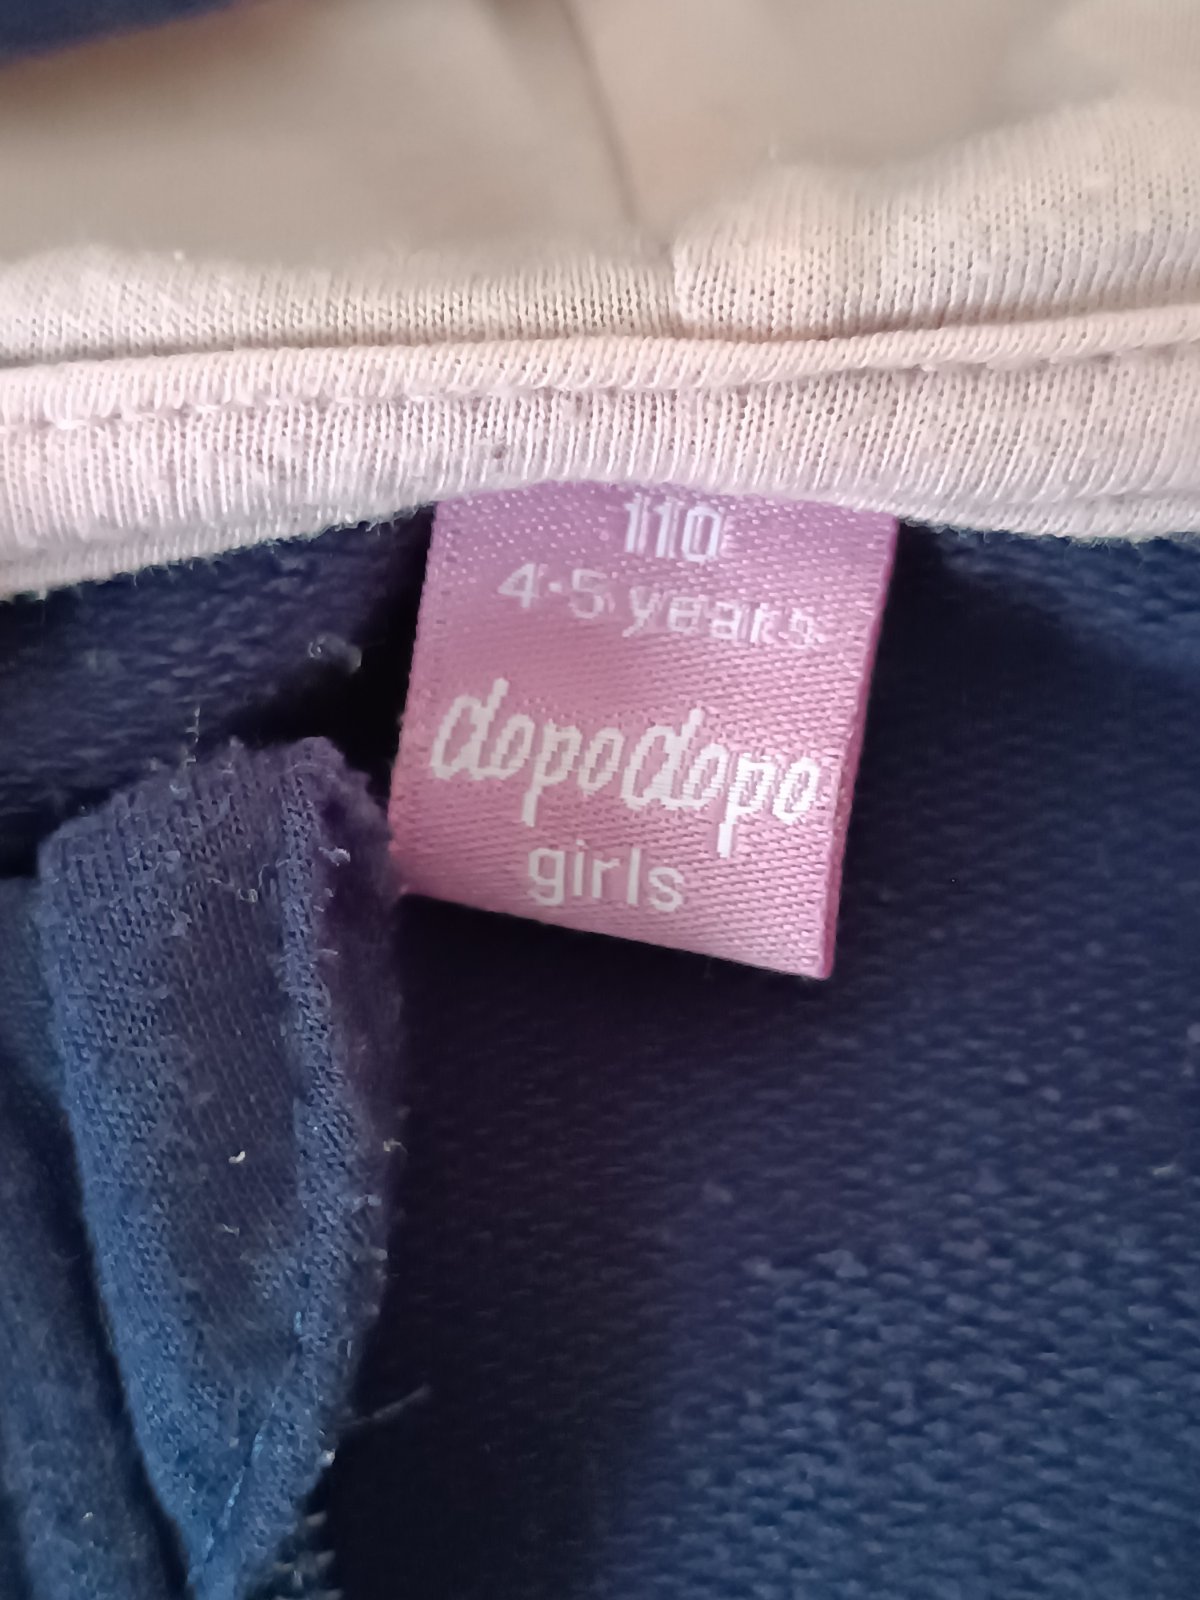 110
4-5 years
dopodopo
girls